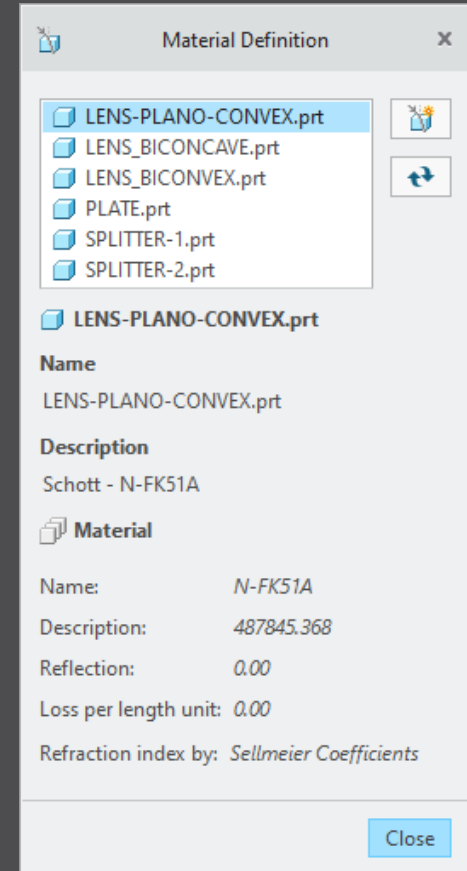 Material Definition
LENS-PLANO-CONVEX.prt
LENS_BICONCAVE.prt
LENS_BICONVEX.prt
PLATE.prt
SPLITTER-1.prt
SPLITTER-2.prt
LENS-PLANO-CONVEX.prt
Name
LENS-PLANO-CONVEX.prt
Description
Schott - N-FK51A
Material
Name: N-FK51A
Description: 487845.368
Reflection: 0.00
Loss per length unit: 0.00
Refraction index by: Sellmeier Coefficients
Close